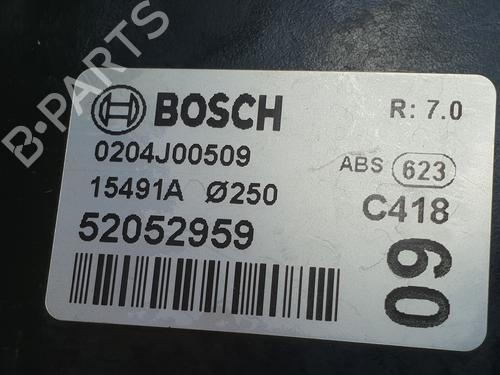 BOSCH R: 7.0
0204J00509
ABS 623
15491A Ø250
C418
52052959
09
B-PARTS